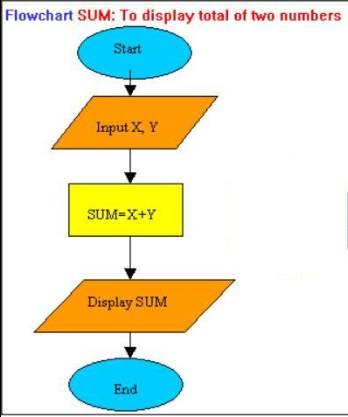 Flowchart SUM: To display total of two numbers
Start
Input X, Y
SUM=X+Y
Display SUM
End